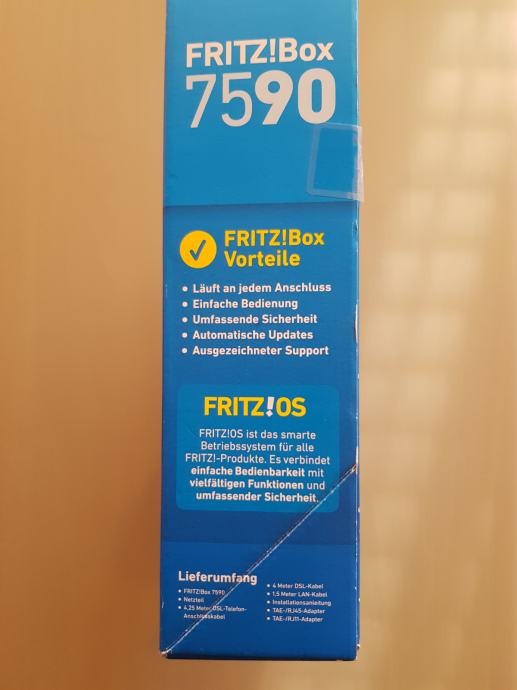 FRITZ!Box
7590
FRITZ!Box
Vorteile
• Läuft an jedem Anschluss
• Einfache Bedienung
• Umfassende Sicherheit
• Automatische Updates
• Ausgezeichneter Support
FRITZ!OS
FRITZ!OS ist das smarte
Betriebssystem für alle
FRITZ!-Produkte. Es verbindet
einfache Bedienbarkeit mit
vielfältigen Funktionen und
umfassender Sicherheit.
Lieferumfang
• FRITZ!Box 7590
• Netzteil
• 4,25 Meter DSL-Telefon-
Anschlusskabel
• 4 Meter DSL-Kabel
• 1,5 Meter LAN-Kabel
• Installationsanleitung
• TAE-/RJ45-Adapter
• TAE-/RJ11-Adapter